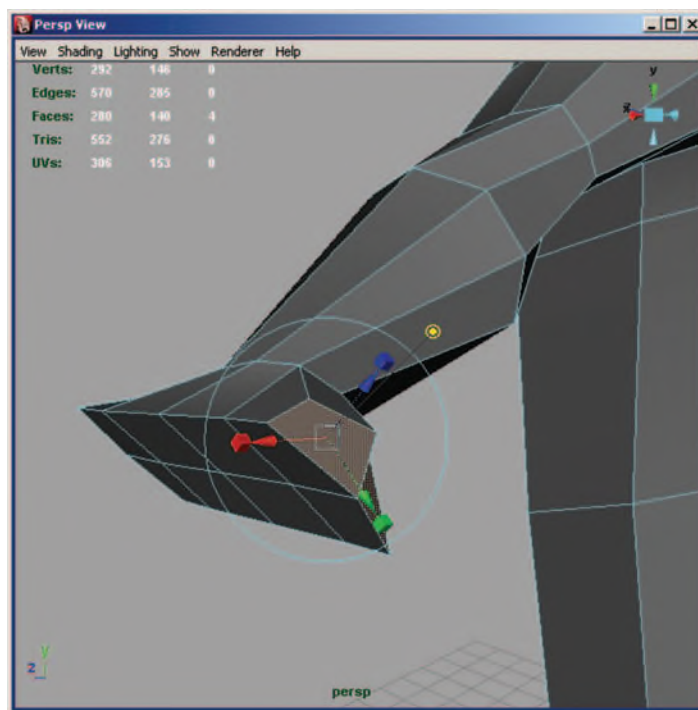 Persp View
View Shading Lighting Show Renderer Help
Verts: 292 146 0
Edges: 570 285 0
Faces: 280 140 4
Tris: 552 276 0
UVs: 306 153 0
y
z
y
z
persp